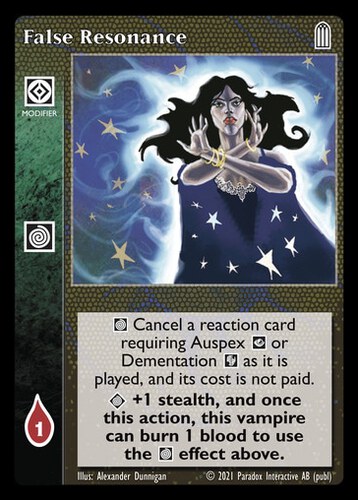 False Resonance
MODIFIER
Cancel a reaction card
requiring Auspex or
Dementation as it is
played, and its cost is not paid.
+1 stealth, and once
this action, this vampire
can burn 1 blood to use
the effect above.
1
Illus: Alexander Dunnigan © 2021 Paradox Interactive AB (publ)